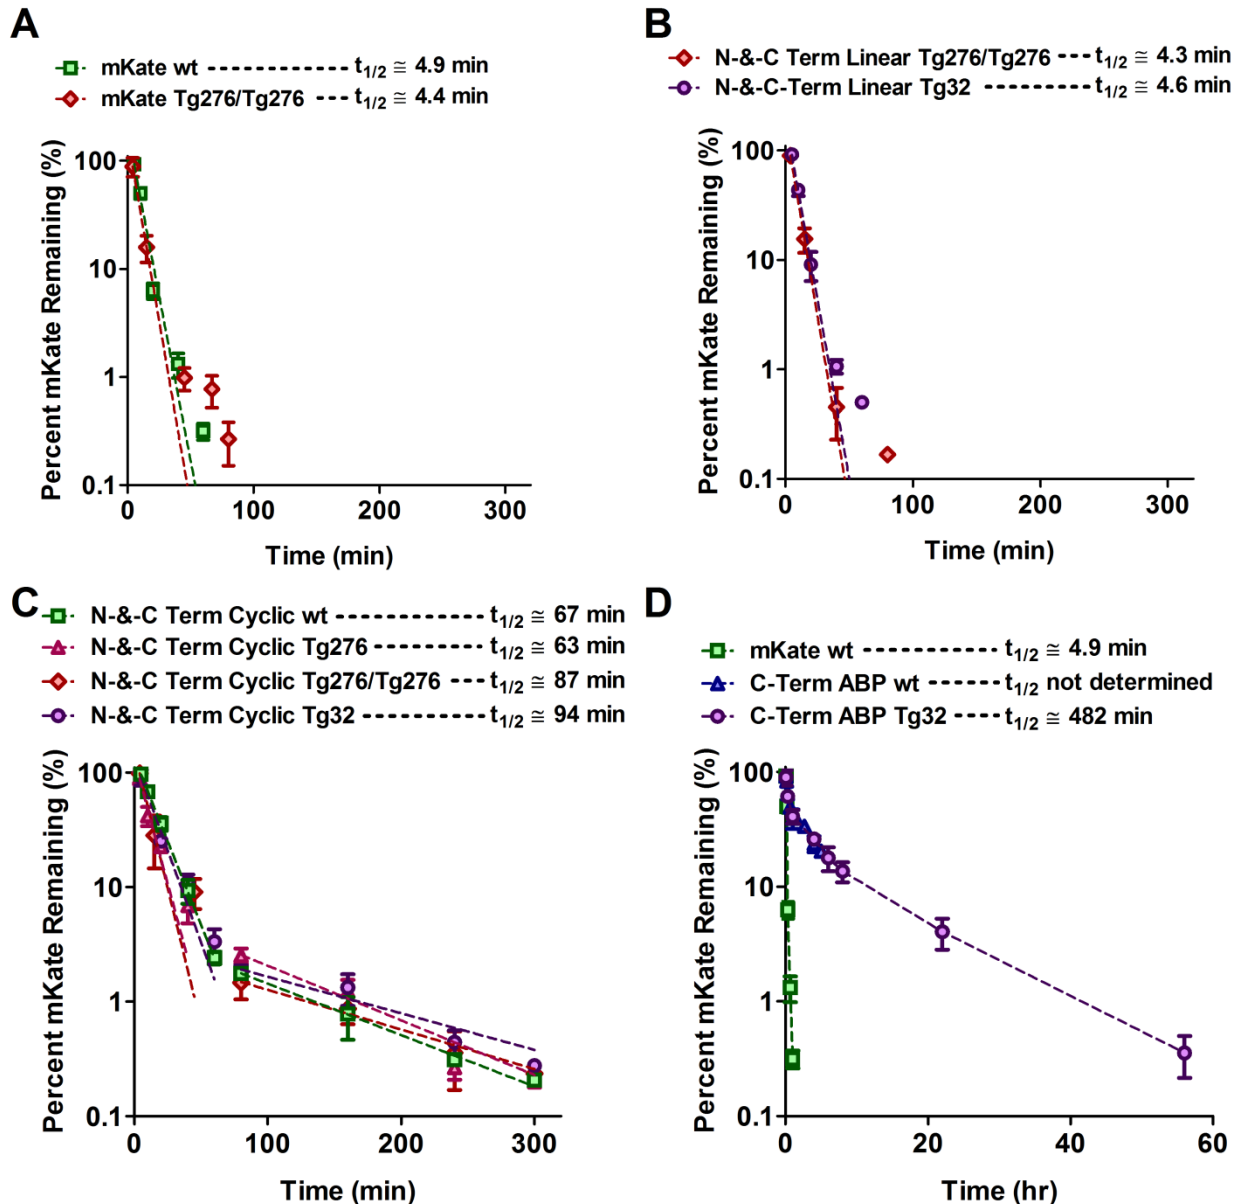 A
mKate wt t1/2 ≅ 4.9 min
mKate Tg276/Tg276 t1/2 ≅ 4.4 min
Percent mKate Remaining (%)
100
10
1
0.1
0 100 200 300
Time (min)
B
N-&-C Term Linear Tg276/Tg276 t1/2 ≅ 4.3 min
N-&-C-Term Linear Tg32 t1/2 ≅ 4.6 min
Percent mKate Remaining (%)
100
10
1
0.1
0 100 200 300
Time (min)
C
N-&-C Term Cyclic wt t1/2 ≅ 67 min
N-&-C Term Cyclic Tg276 t1/2 ≅ 63 min
N-&-C Term Cyclic Tg276/Tg276 t1/2 ≅ 87 min
N-&-C Term Cyclic Tg32 t1/2 ≅ 94 min
Percent mKate Remaining (%)
100
10
1
0.1
0 100 200 300
Time (min)
D
mKate wt t1/2 ≅ 4.9 min
C-Term ABP wt t1/2 not determined
C-Term ABP Tg32 t1/2 ≅ 482 min
Percent mKate Remaining (%)
100
10
1
0.1
0 20 40 60
Time (hr)